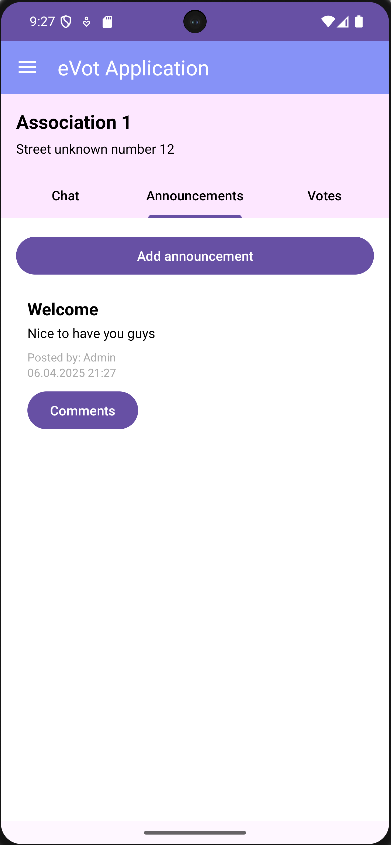 9:27
eVot Application
Association 1
Street unknown number 12
Chat Announcements Votes
Add announcement
Welcome
Nice to have you guys
Posted by: Admin
06.04.2025 21:27
Comments